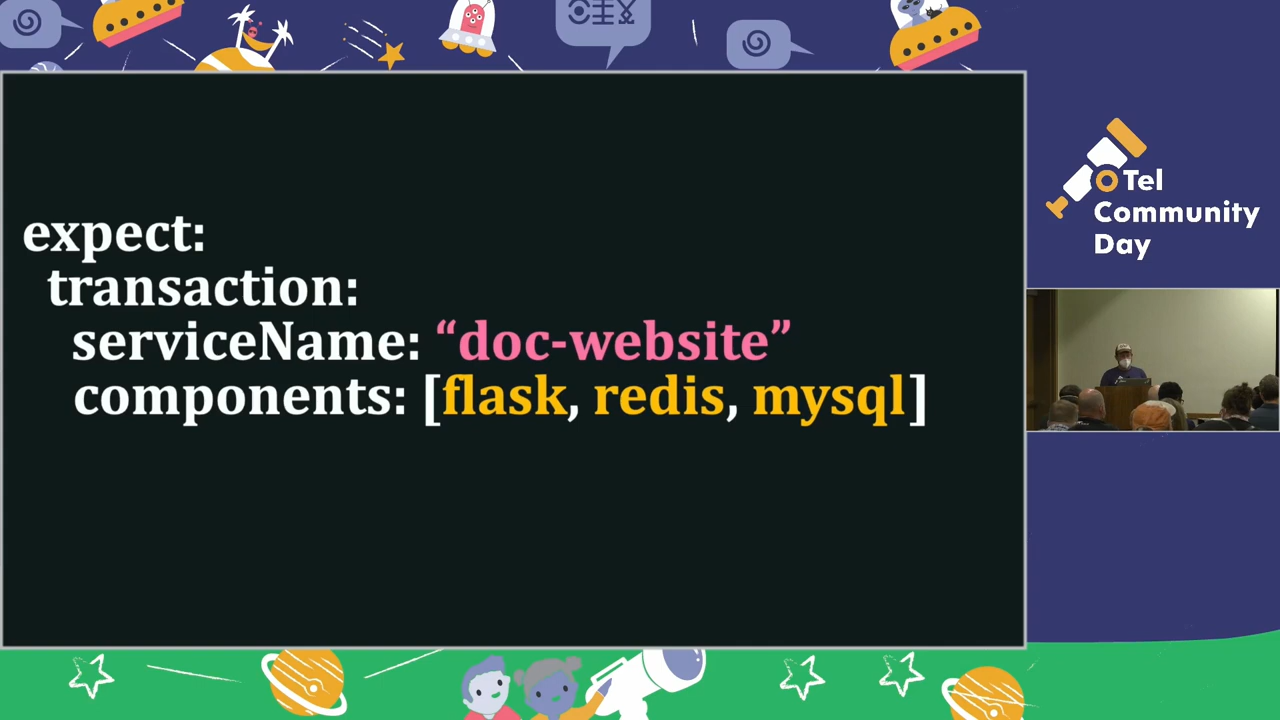 expect:
transaction:
serviceName: “doc-website”
components: [flask, redis, mysql]
OTel
Community
Day